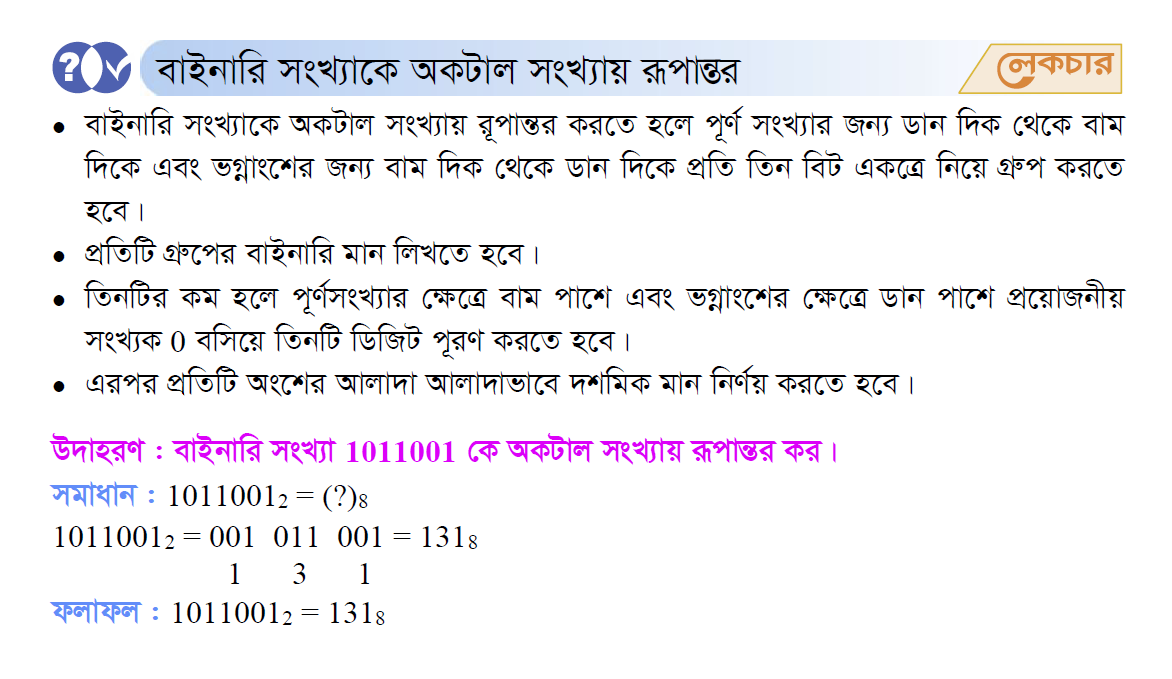 বাইনারি সংখ্যাকে অকটাল সংখ্যায় রূপান্তর
লেকচার
• বাইনারি সংখ্যাকে অকটাল সংখ্যায় রূপান্তর করতে হলে পূর্ণ সংখ্যার জন্য ডান দিক থেকে বাম
দিকে এবং ভগ্নাংশের জন্য বাম দিক থেকে ডান দিকে প্রতি তিন বিট একত্রে নিয়ে গ্রুপ করতে
হবে।
• প্রতিটি গ্রুপের বাইনারি মান লিখতে হবে।
• তিনটির কম হলে পূর্ণসংখ্যার ক্ষেত্রে বাম পাশে এবং ভগ্নাংশের ক্ষেত্রে ডান পাশে প্রয়োজনীয়
সংখ্যক 0 বসিয়ে তিনটি ডিজিট পূরণ করতে হবে।
• এরপর প্রতিটি অংশের আলাদা আলাদাভাবে দশমিক মান নির্ণয় করতে হবে।
উদাহরণ : বাইনারি সংখ্যা 1011001 কে অকটাল সংখ্যায় রূপান্তর কর।
সমাধান : 1011001₂ = (?)₈
1011001₂ = 001 011 001 = 131₈
1 3 1
ফলাফল : 1011001₂ = 131₈